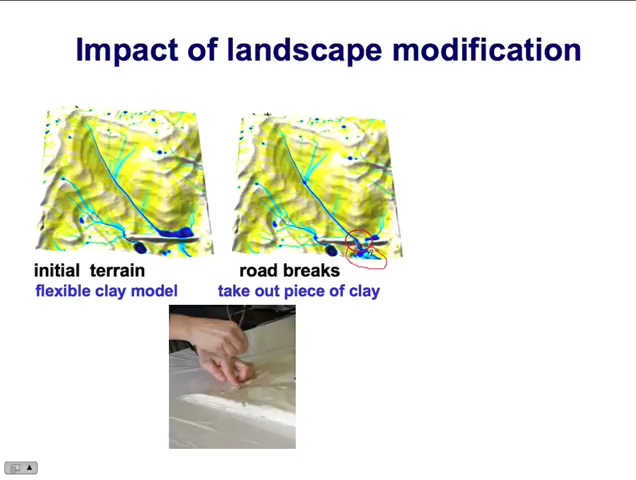 Impact of landscape modification
initial terrain
flexible clay model
road breaks
take out piece of clay